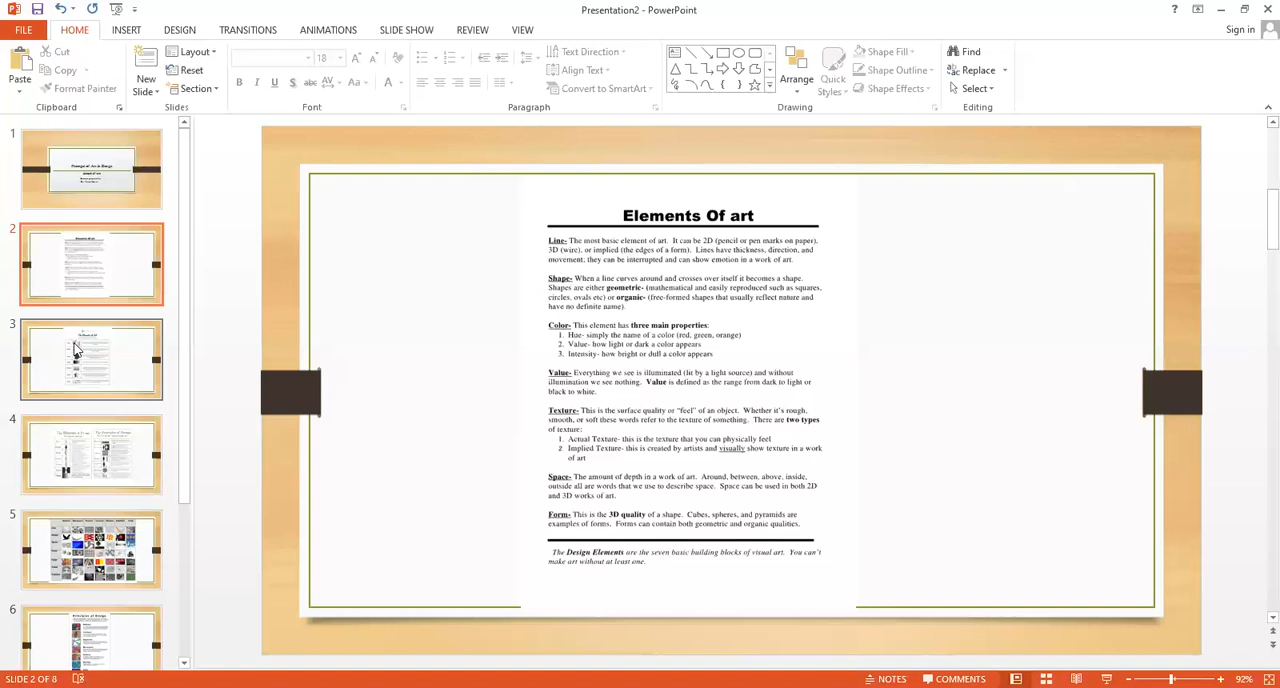 Presentation2 - PowerPoint
FILE HOME INSERT DESIGN TRANSITIONS ANIMATIONS SLIDE SHOW REVIEW VIEW Sign in
Paste
Cut
Copy
Format Painter
Clipboard
New Slide
Layout
Reset
Section
Slides
18
Font
Paragraph
Text Direction
Align Text
Convert to SmartArt
Arrange
Quick Styles
Shape Fill
Shape Outline
Shape Effects
Drawing
Find
Replace
Select
Editing
1
2
3
4
5
6
Elements Of art
Line- The most basic element of art. It can be 2D (pencil or pen marks on paper),
3D (wire), or implied (the edges of a form). Lines have thickness, direction, and
movement; they can be interrupted and can show emotion in a work of art.
Shape- When a line curves around and crosses over itself it becomes a shape.
Shapes are either geometric- (mathematical and easily reproduced such as squares,
circles, ovals etc) or organic- (free-formed shapes that usually reflect nature and
have no definite name).
Color- This element has three main properties:
1. Hue- simply the name of a color (red, green, orange)
2. Value- how light or dark a color appears
3. Intensity- how bright or dull a color appears
Value- Everything we see is illuminated (lit by a light source) and without
illumination we see nothing. Value is defined as the range from dark to light or
black to white.
Texture- This is the surface quality or "feel" of an object. Whether it's rough,
smooth, or soft these words refer to the texture of something. There are two types
of texture:
1. Actual Texture- this is the texture that you can physically feel
2. Implied Texture- this is created by artists and visually show texture in a work
of art
Space- The amount of depth in a work of art. Around, between, above, inside,
outside all are words that we use to describe space. Space can be used in both 2D
and 3D works of art.
Form- This is the 3D quality of a shape. Cubes, spheres, and pyramids are
examples of forms. Forms can contain both geometric and organic qualities.
The Design Elements are the seven basic building blocks of visual art. You can't
make art without at least one.
SLIDE 2 OF 8 NOTES COMMENTS 92%